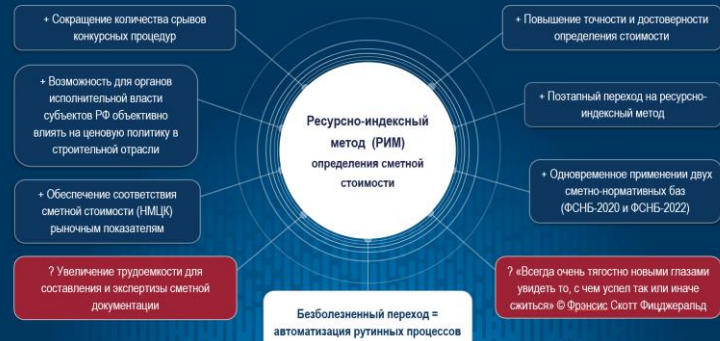 + Сокращение количества срывов
конкурсных процедур
+ Возможность для органов
исполнительной власти
субъектов РФ объективно
влиять на ценовую политику в
строительной отрасли
+ Обеспечение соответствия
сметной стоимости (НМЦК)
рыночным показателям
? Увеличение трудоемкости для
составления и экспертизы сметной
документации
Ресурсно-индексный
метод (РИМ)
определения сметной
стоимости
Безболезненный переход =
автоматизация рутинных процессов
+ Повышение точности и достоверности
определения стоимости
+ Поэтапный переход на ресурсно-
индексный метод
+ Одновременное применении двух
сметно-нормативных баз
(ФСНБ-2020 и ФСНБ-2022)
? «Всегда очень тягостно новыми глазами
увидеть то, с чем успел так или иначе
сжиться» © Фрэнсис Скотт Фицджеральд